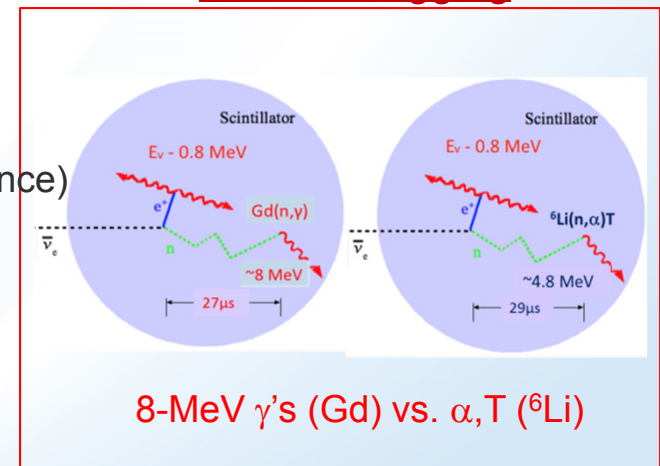 Scintillator
Eν - 0.8 MeV
e⁺
Gd(n,γ)
ν̄ₑ
n
~8 MeV
27μs
Scintillator
Eν - 0.8 MeV
e⁺
⁶Li(n,α)T
ν̄ₑ
n
~4.8 MeV
29μs
8-MeV γ's (Gd) vs. α,T (⁶Li)